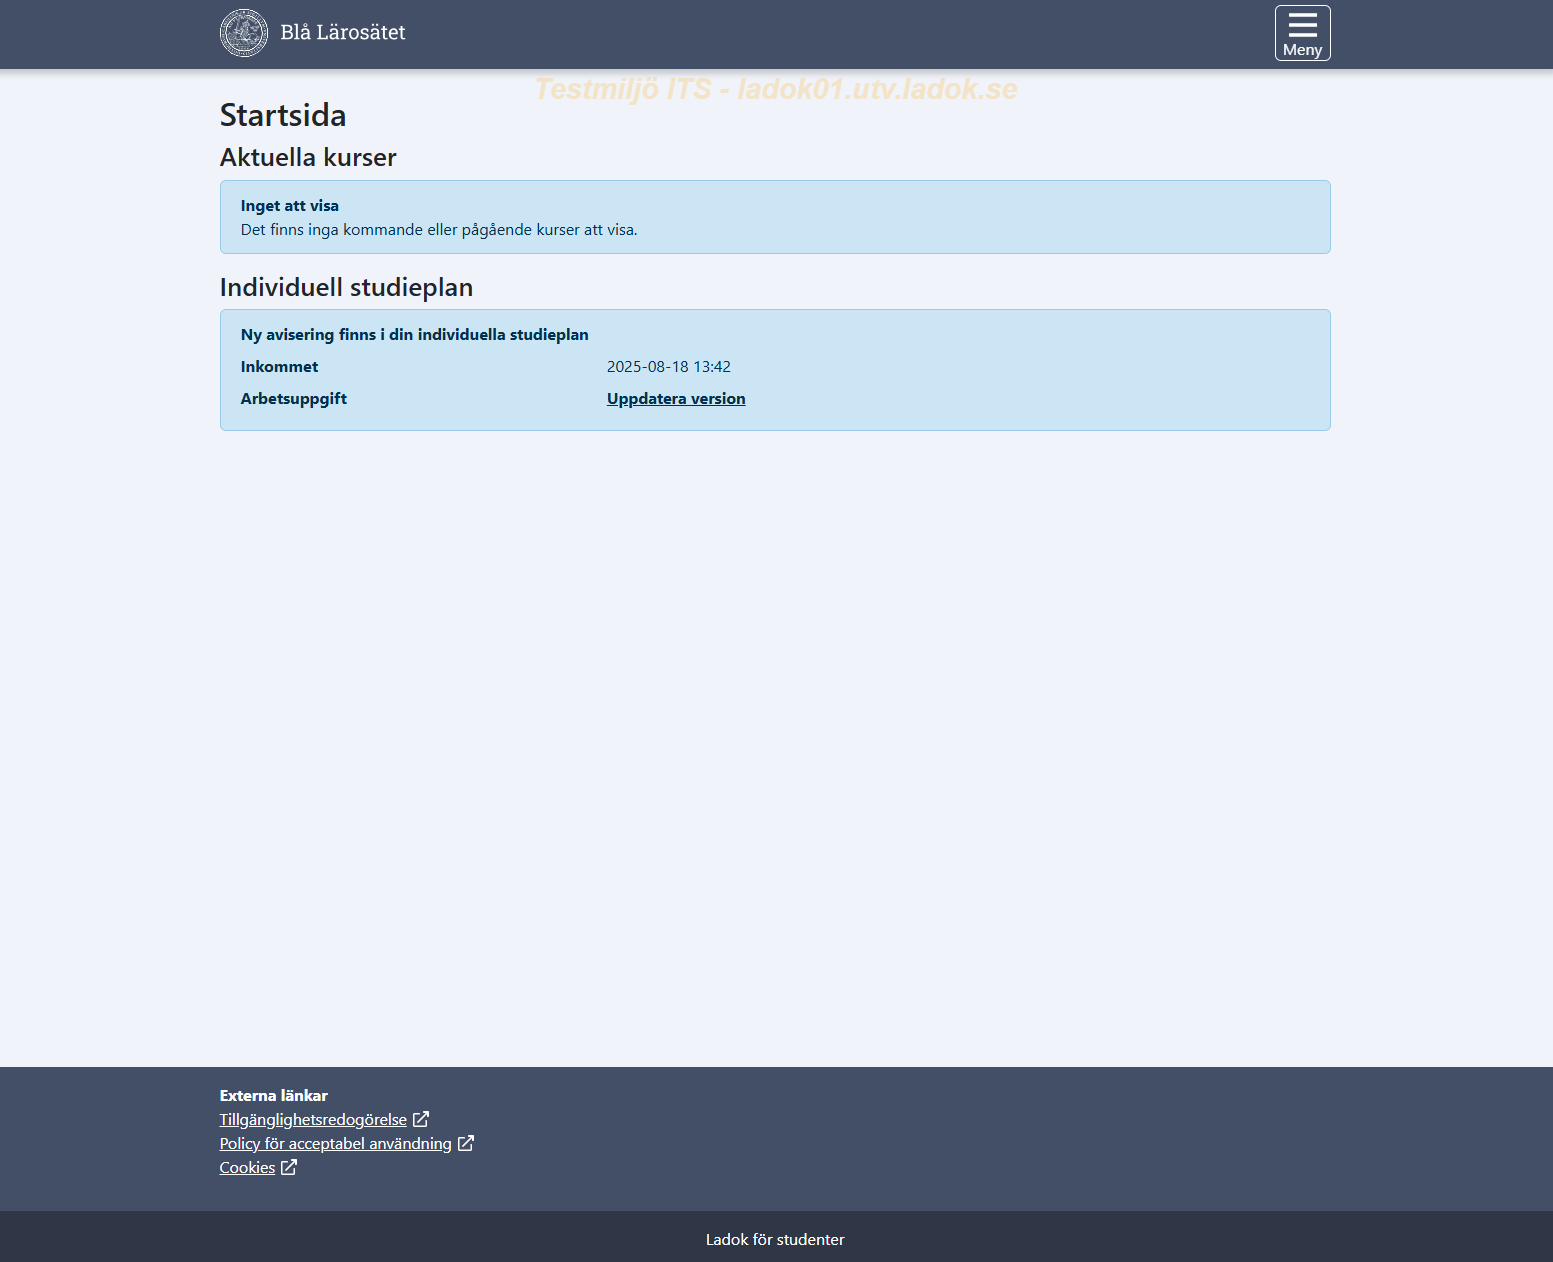 Blå Lärosätet
Meny
Testmiljö ITS - ladok01.utv.ladok.se
Startsida
Aktuella kurser
Inget att visa
Det finns inga kommande eller pågående kurser att visa.
Individuell studieplan
Ny avisering finns i din individuella studieplan
Inkommet 2025-08-18 13:42
Arbetsuppgift Uppdatera version
Externa länkar
Tillgänglighetsredogörelse
Policy för acceptabel användning
Cookies
Ladok för studenter